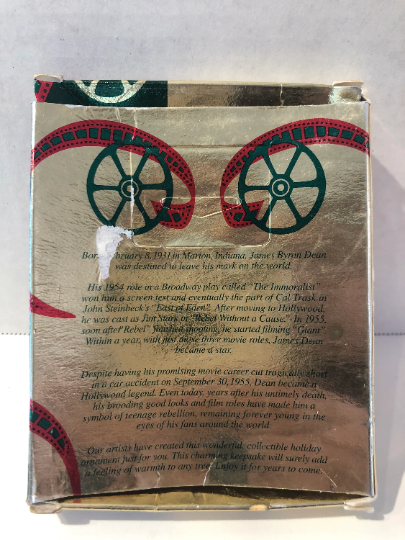 Born February 8, 1931 in Marion, Indiana, James Byron Dean
was destined to leave his mark on the world.
His 1954 role in a Broadway play called "The Immoralist"
won him a screen test and eventually the part of Cal Trask in
John Steinbeck's "East of Eden". After moving to Hollywood,
he was cast as Jim Stark in "Rebel Without a Cause." In 1955,
soon after "Rebel" finished shooting, he started filming "Giant"
Within a year, with just these three movie roles, James Dean
became a star.
Despite having his promising movie career cut tragically short
in a car accident on September 30, 1955, Dean became a
Hollywood legend. Even today, years after his untimely death,
his brooding good looks and film roles have made him a
symbol of teenage rebellion, remaining forever young in the
eyes of his fans around the world.
Our artists have created this wonderful, collectible holiday
ornament just for you. This charming keepsake will surely add
a feeling of warmth to any tree. Enjoy it for years to come.